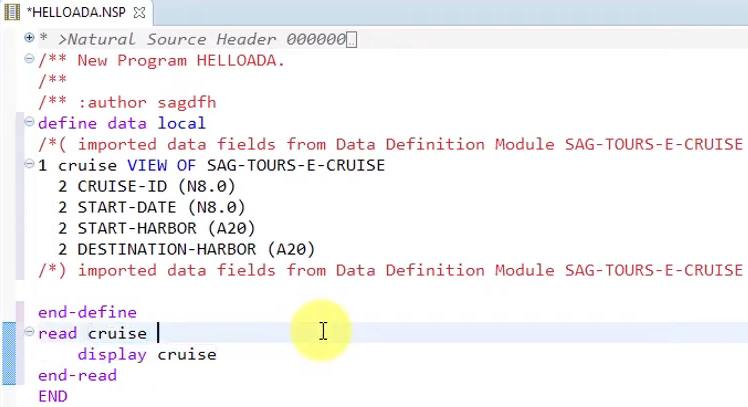 *HELLOADA.NSP
* >Natural Source Header 000000
/** New Program HELLOADA.
/**
/** :author sagdfh
define data local
/*( imported data fields from Data Definition Module SAG-TOURS-E-CRUISE
1 cruise VIEW OF SAG-TOURS-E-CRUISE
2 CRUISE-ID (N8.0)
2 START-DATE (N8.0)
2 START-HARBOR (A20)
2 DESTINATION-HARBOR (A20)
/*) imported data fields from Data Definition Module SAG-TOURS-E-CRUISE
end-define
read cruise
display cruise
end-read
END